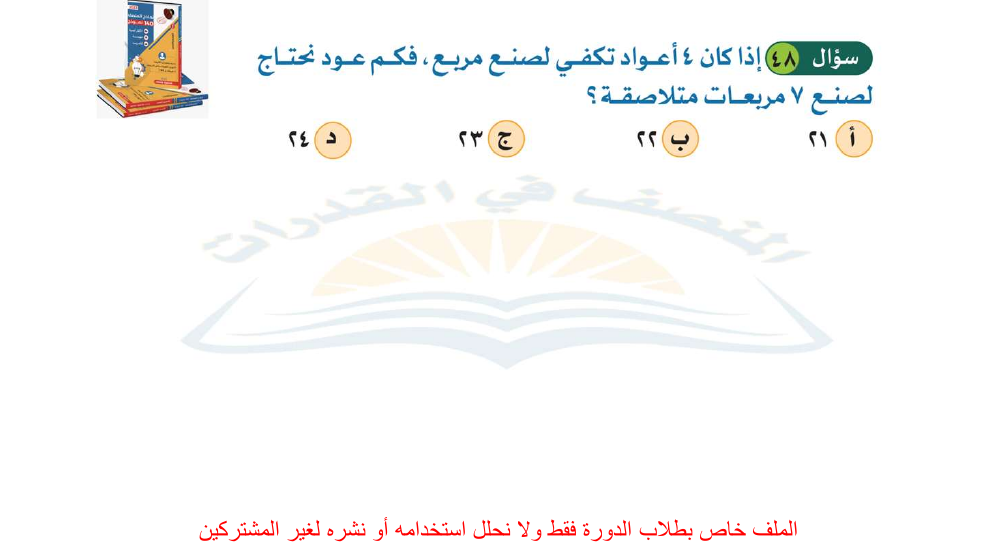 سؤال ٤٨ إذا كان ٤ أعواد تكفي لصنع مربع، فكم عود نحتاج
لصنع ٧ مربعات متلاصقة؟
أ ٢١ ب ٢٢ ج ٢٣ د ٢٤
المنصف في القدرات
الملف خاص بطلاب الدورة فقط ولا نحلل استخدامه أو نشره لغير المشتركين